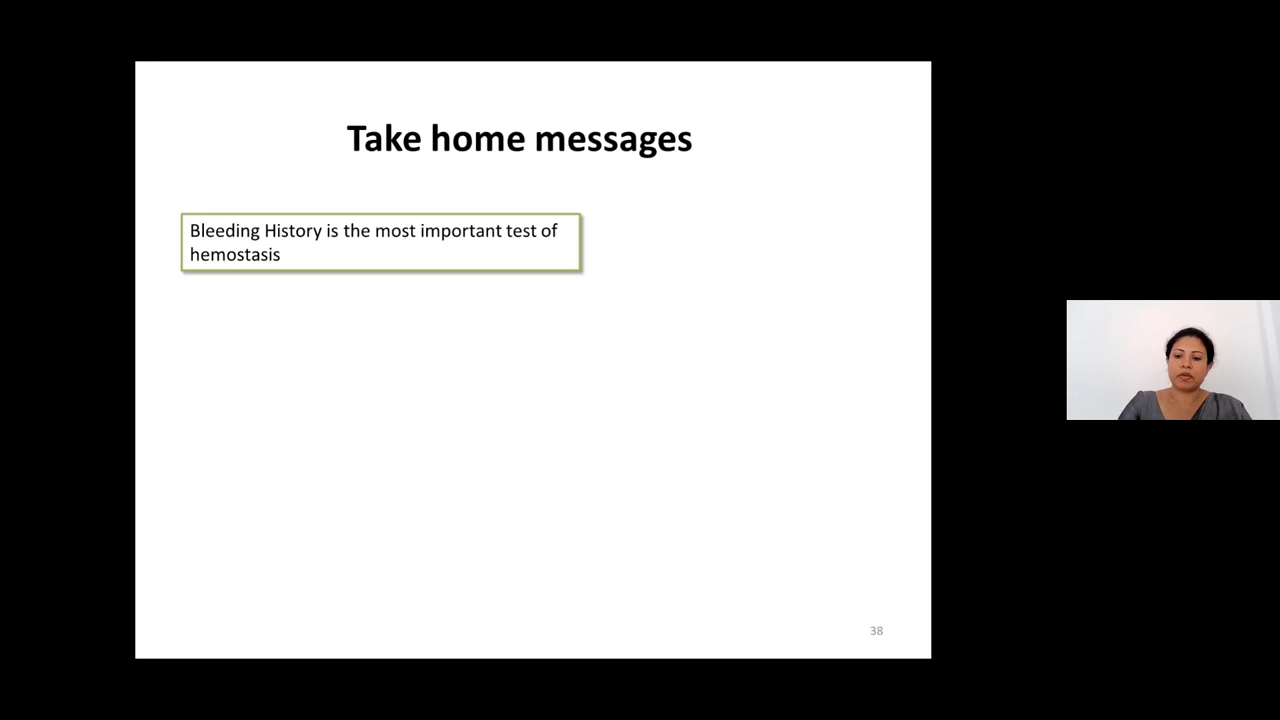 Take home messages
Bleeding History is the most important test of
hemostasis
38